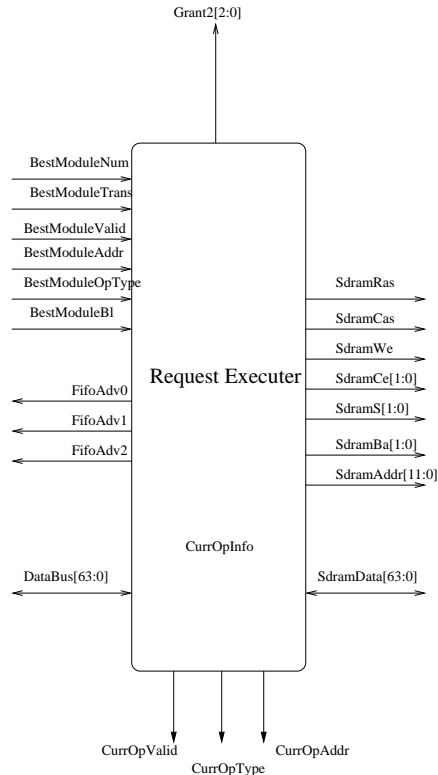 Grant2[2:0]
BestModuleNum
BestModuleTrans
BestModuleValid
BestModuleAddr
BestModuleOpType
BestModuleBl
SdramRas
SdramCas
SdramWe
SdramCe[1:0]
SdramS[1:0]
SdramBa[1:0]
SdramAddr[11:0]
Request Executer
FifoAdv0
FifoAdv1
FifoAdv2
CurrOpInfo
DataBus[63:0]
SdramData[63:0]
CurrOpValid
CurrOpType
CurrOpAddr